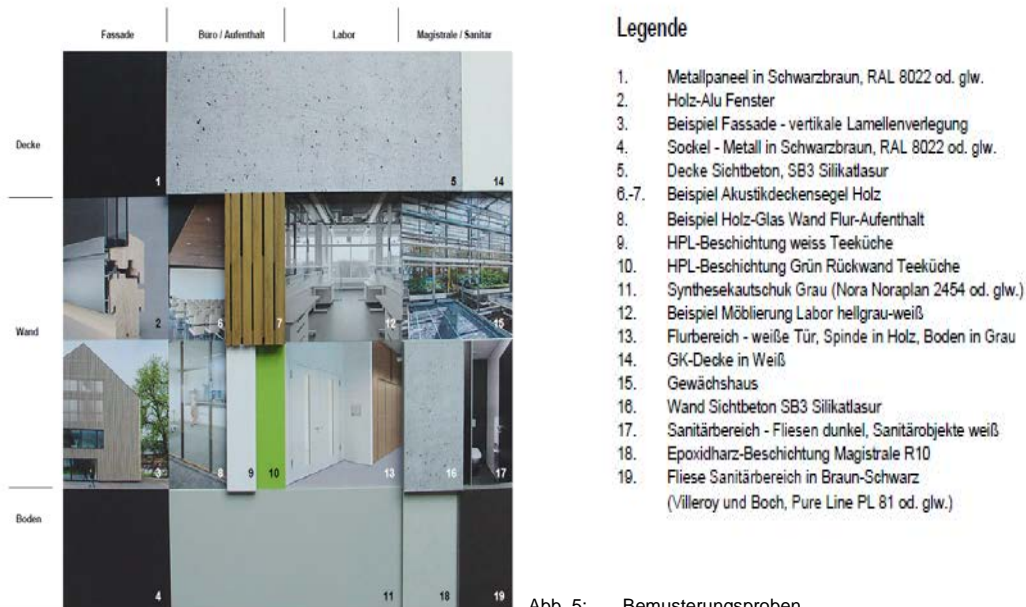 Fassade
Büro / Aufenthalt
Labor
Magistrale / Sanitär
Decke
Wand
Boden
1
5
14
2
6
7
12
15
3
8
9
10
13
16
17
4
11
18
19
Legende
1. Metallpaneel in Schwarzbraun, RAL 8022 od. glw.
2. Holz-Alu Fenster
3. Beispiel Fassade - vertikale Lamellenverlegung
4. Sockel - Metall in Schwarzbraun, RAL 8022 od. glw.
5. Decke Sichtbeton, SB3 Silikatlasur
6.-7. Beispiel Akustikdeckensegel Holz
8. Beispiel Holz-Glas Wand Flur-Aufenthalt
9. HPL-Beschichtung weiss Teeküche
10. HPL-Beschichtung Grün Rückwand Teeküche
11. Synthesekautschuk Grau (Nora Noraplan 2454 od. glw.)
12. Beispiel Möblierung Labor hellgrau-weiß
13. Flurbereich - weiße Tür, Spinde in Holz, Boden in Grau
14. GK-Decke in Weiß
15. Gewächshaus
16. Wand Sichtbeton SB3 Silikatlasur
17. Sanitärbereich - Fliesen dunkel, Sanitärobjekte weiß
18. Epoxidharz-Beschichtung Magistrale R10
19. Fliese Sanitärbereich in Braun-Schwarz
(Villeroy und Boch, Pure Line PL 81 od. glw.)
Abb. 5: Bemusterungsproben